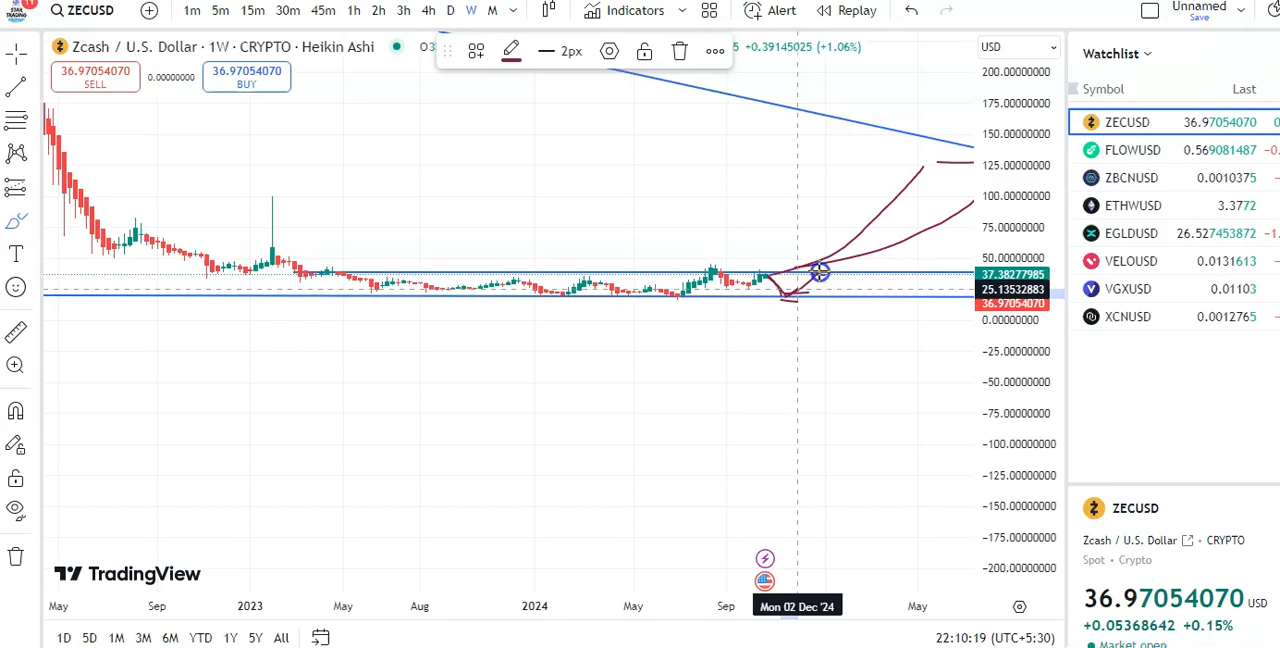 11
STAR
TRADING
ZECUSD
1m 5m 15m 30m 45m 1h 2h 3h 4h D W M
Indicators
Alert
Replay
Unnamed
Save
Zcash / U.S. Dollar · 1W · CRYPTO · Heikin Ashi
+0.39145025 (+1.06%)
2px
36.97054070
SELL
0.00000000
36.97054070
BUY
USD
200.00000000
175.00000000
150.00000000
125.00000000
100.00000000
75.00000000
50.00000000
37.38277985
25.13532883
36.97054070
0.00000000
−25.00000000
−50.00000000
−75.00000000
−100.00000000
−125.00000000
−150.00000000
−175.00000000
−200.00000000
TradingView
May Sep 2023 May Aug 2024 May Sep Mon 02 Dec '24 May
1D 5D 1M 3M 6M YTD 1Y 5Y All
22:10:19 (UTC+5:30)
Watchlist
Symbol Last
ZECUSD 36.97054070
FLOWUSD 0.569081487
ZBCNUSD 0.0010375
ETHWUSD 3.3772
EGLDUSD 26.527453872
VELOUSD 0.0131613
VGXUSD 0.01103
XCNUSD 0.0012765
ZECUSD
Zcash / U.S. Dollar · CRYPTO
Spot · Crypto
36.97054070 USD
+0.05368642 +0.15%
Market open